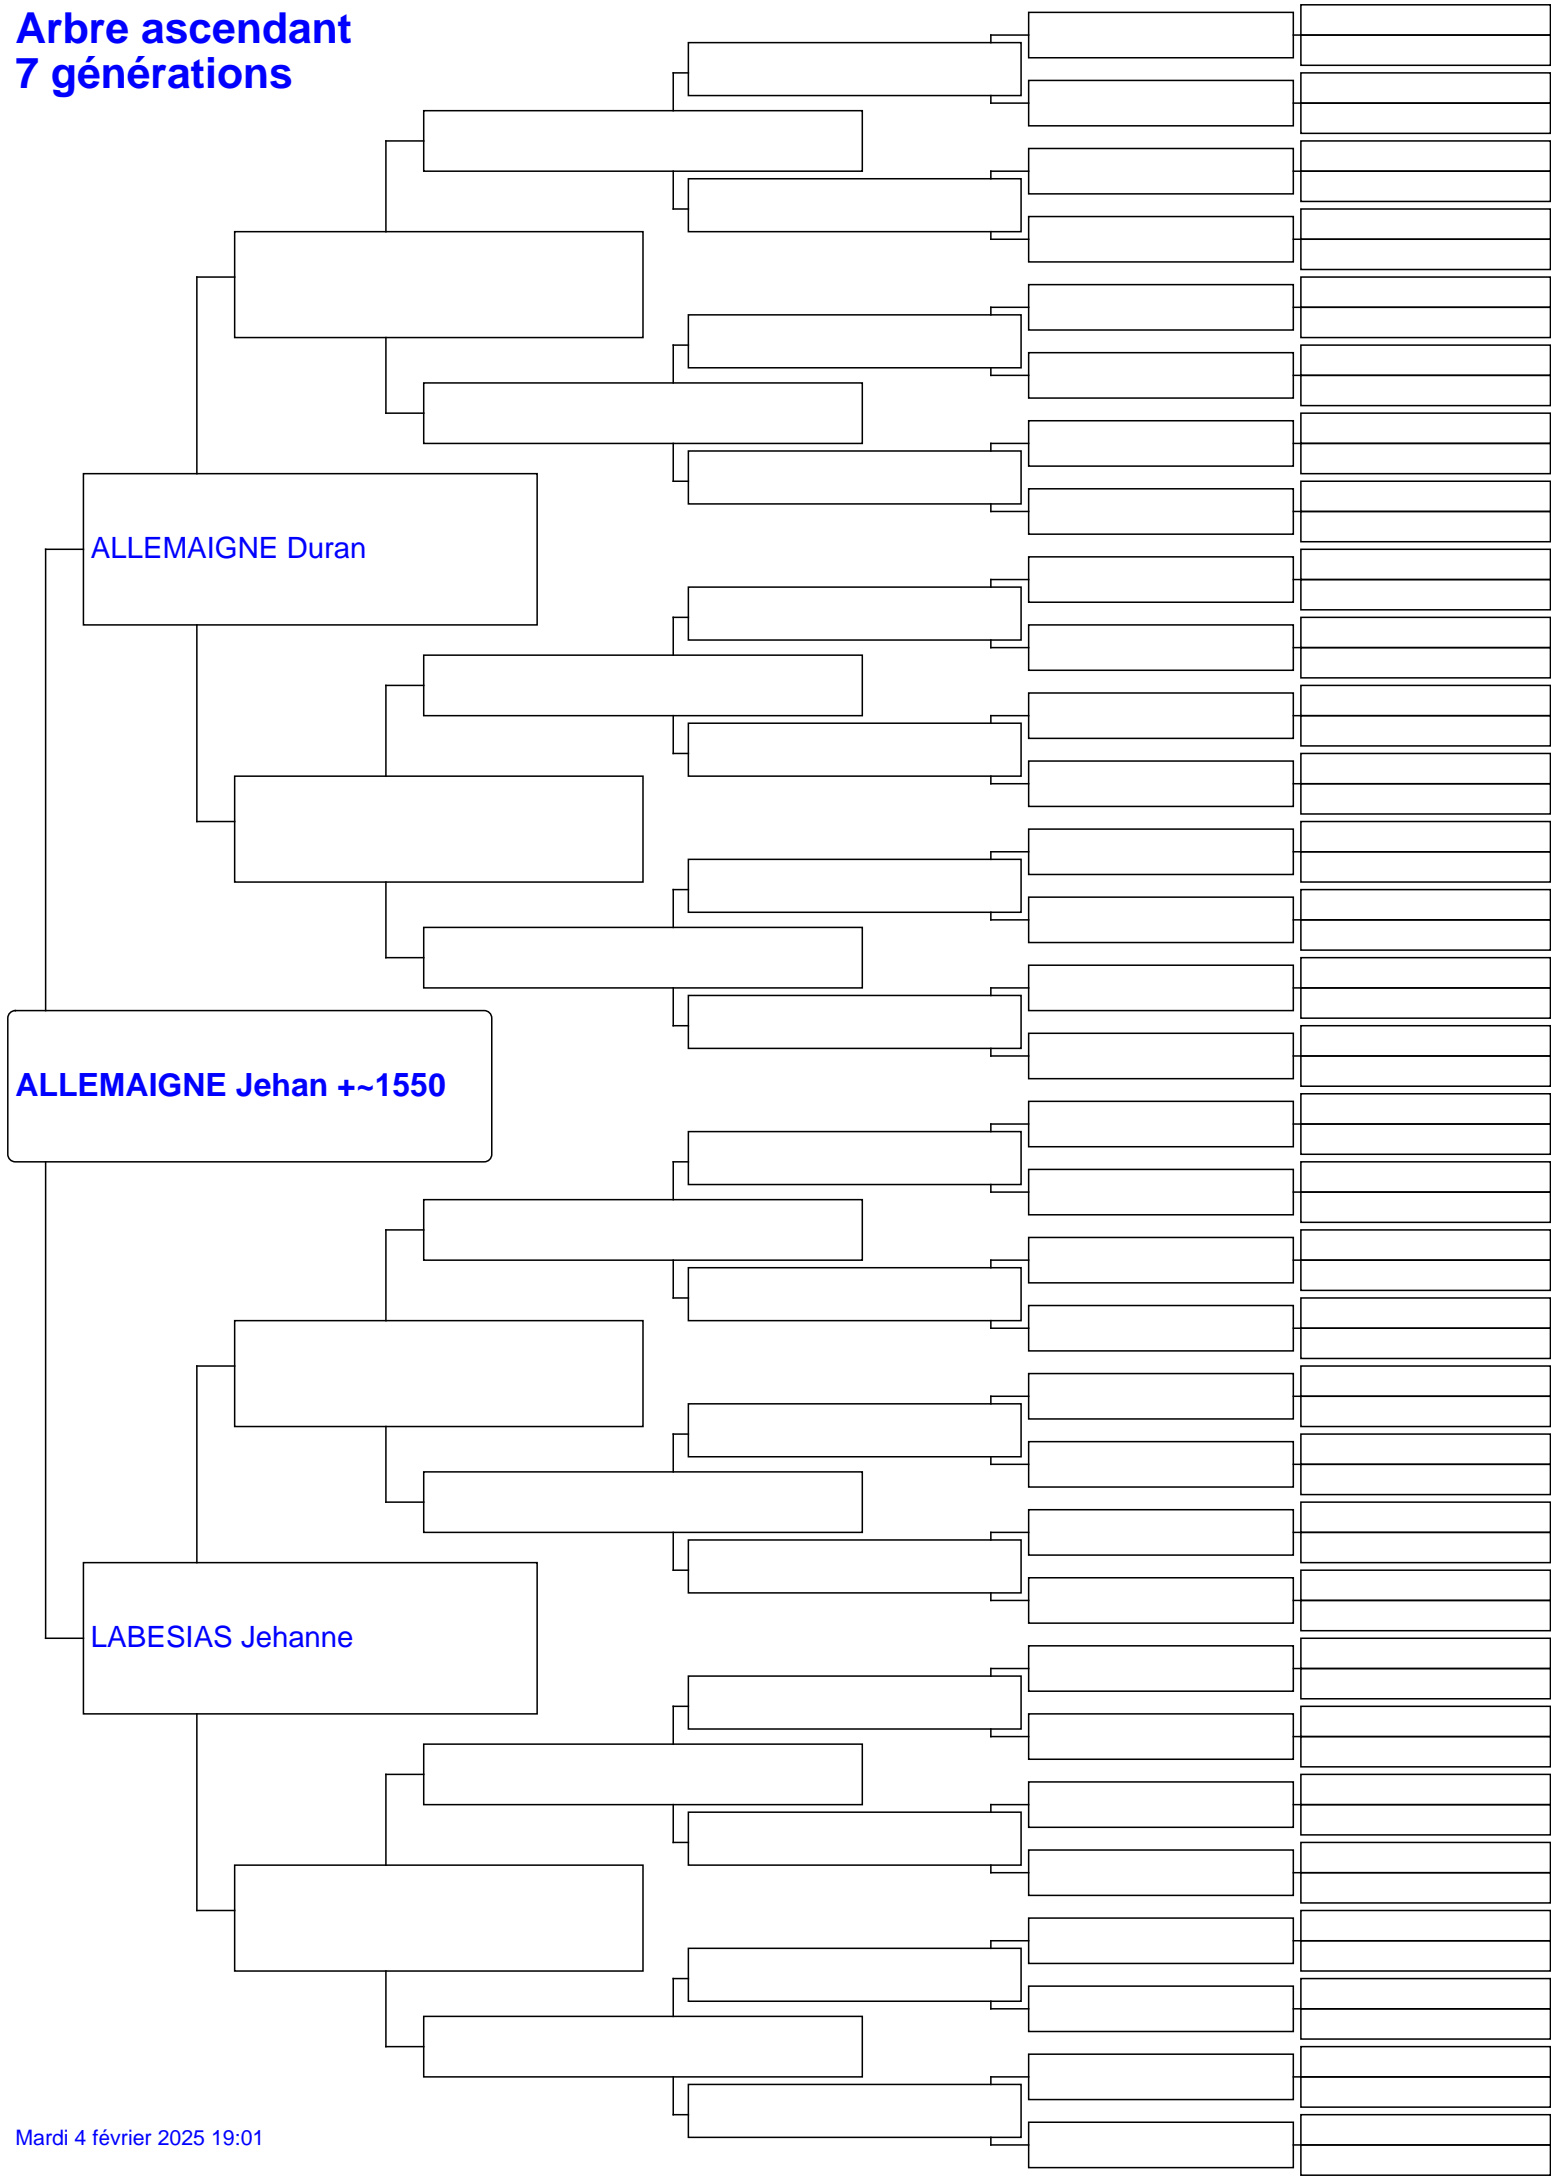 Arbre ascendant
7 générations
ALLEMAIGNE Duran
ALLEMAIGNE Jehan +~1550
LABESIAS Jehanne
Mardi 4 février 2025 19:01